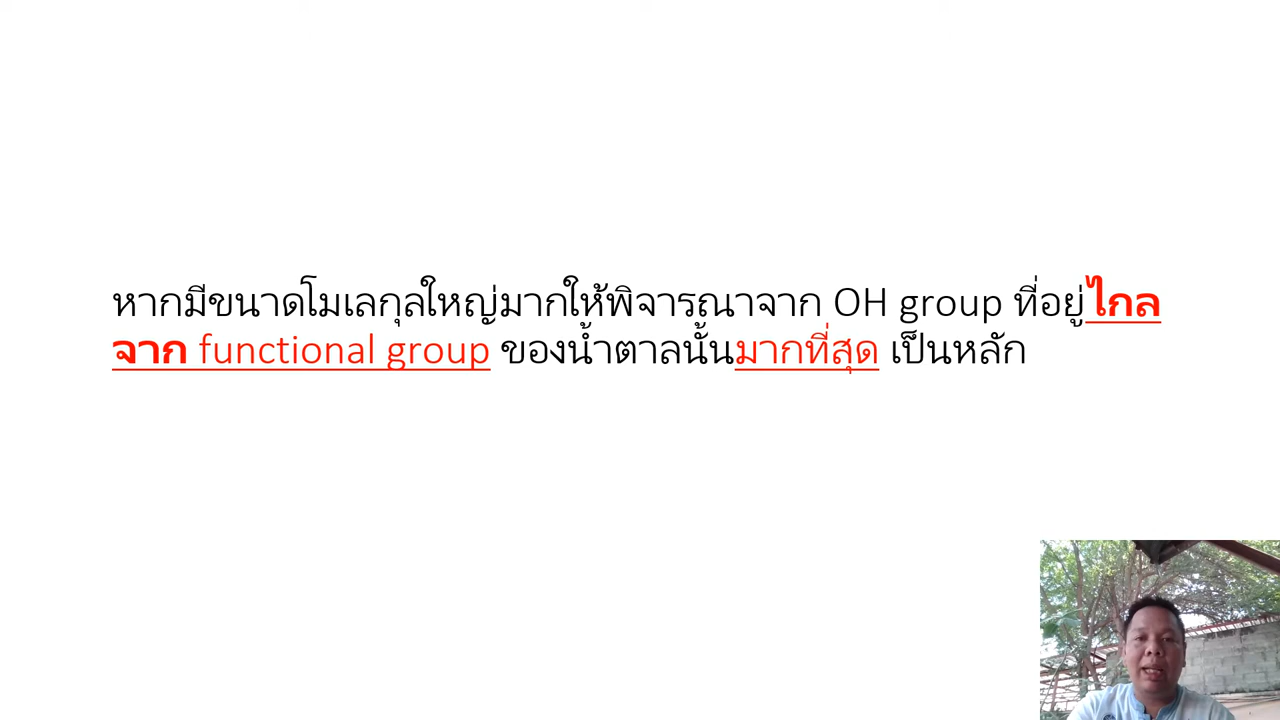 หากมีขนาดโมเลกุลใหญ่มากให้พิจารณาจาก OH group ที่อยู่ไกล
จาก functional group ของน้ำตาลนั้นมากที่สุด เป็นหลัก